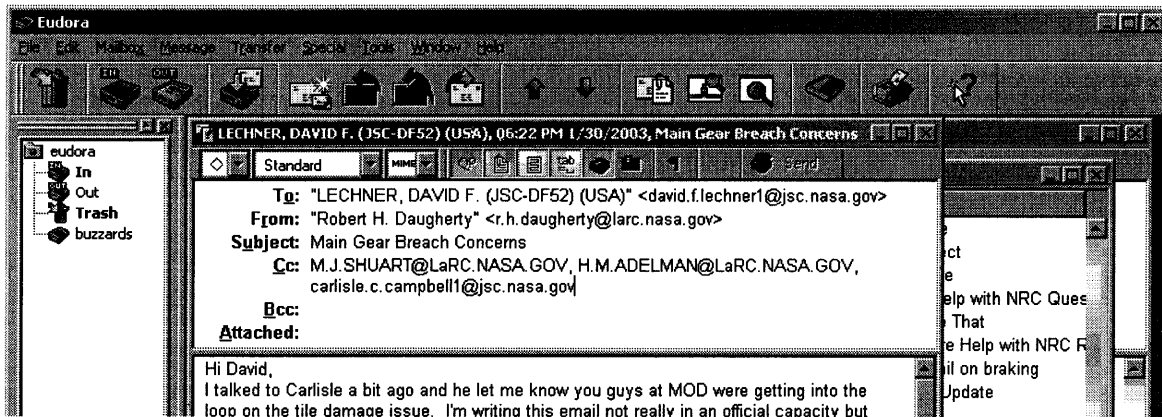 Eudora
File Edit Mailbox Message Transfer Special Tools Window Help
IN OUT
eudora
In
Out
Trash
buzzards
LECHNER, DAVID F. (JSC-DF52) (USA), 06:22 PM 1/30/2003, Main Gear Breach Concerns
Standard MIME QP tab Send
To: "LECHNER, DAVID F. (JSC-DF52) (USA)" <david.f.lechner1@jsc.nasa.gov>
From: "Robert H. Daugherty" <r.h.daugherty@larc.nasa.gov>
Subject: Main Gear Breach Concerns
Cc: M.J.SHUART@LaRC.NASA.GOV, H.M.ADELMAN@LaRC.NASA.GOV,
carlisle.c.campbell1@jsc.nasa.gov
Bcc:
Attached:
Hi David,
I talked to Carlisle a bit ago and he let me know you guys at MOD were getting into the
loop on the tile damage issue. I'm writing this email not really in an official capacity but
ct
e
elp with NRC Ques
That
e Help with NRC R
il on braking
Update